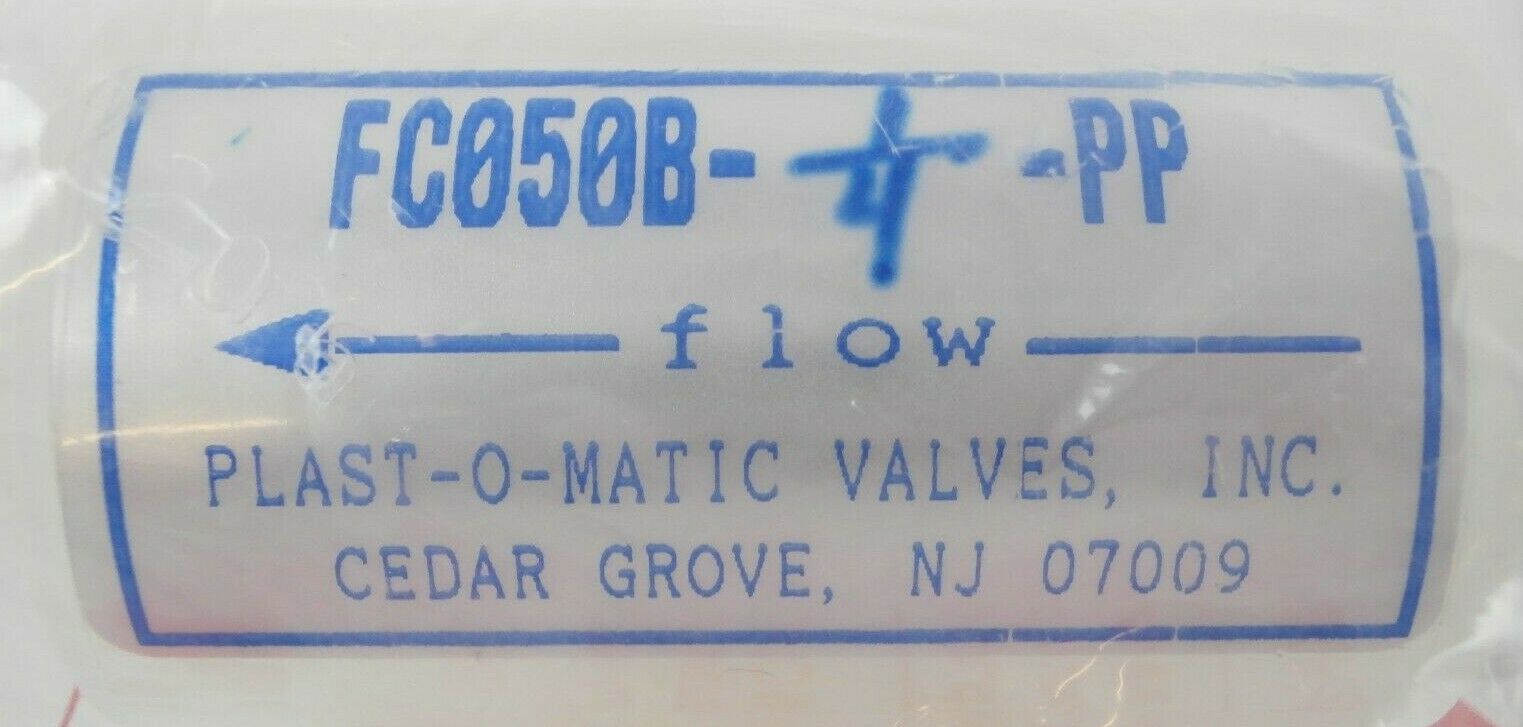 FC050B-4-PP
flow
PLAST-O-MATIC VALVES, INC.
CEDAR GROVE, NJ 07009